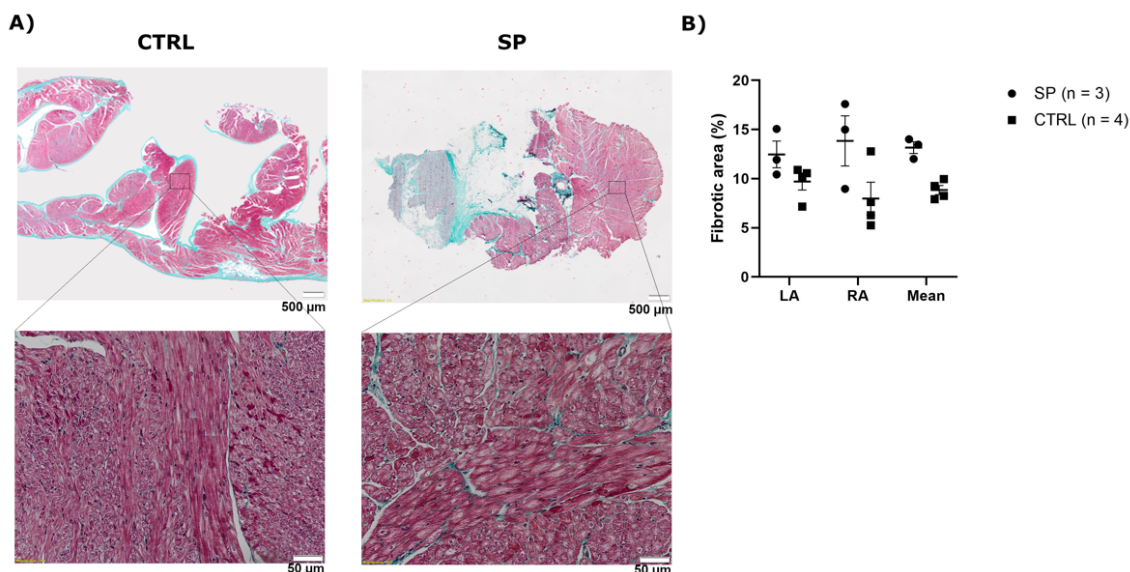 A)
CTRL
SP
500 µm
500 µm
50 µm
50 µm
B)
Fibrotic area (%)
20
15
10
5
0
LA RA Mean
SP (n = 3)
CTRL (n = 4)